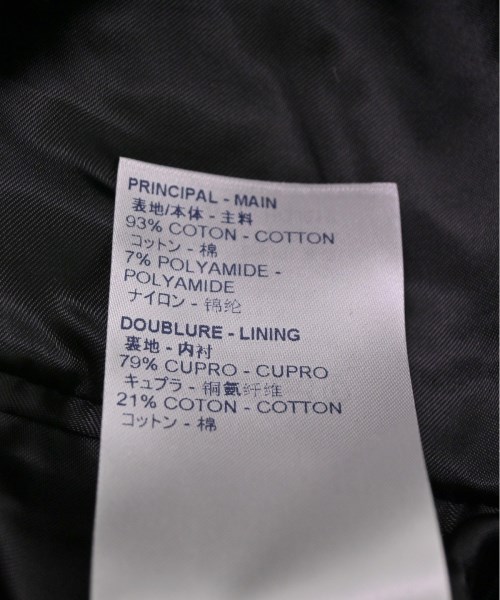 PRINCIPAL - MAIN
表地/本体 - 主料
93% COTON - COTTON
コットン - 棉
7% POLYAMIDE -
POLYAMIDE
ナイロン - 锦纶
DOUBLURE - LINING
裏地 - 内衬
79% CUPRO - CUPRO
キュプラ - 铜氨纤维
21% COTON - COTTON
コットン - 棉